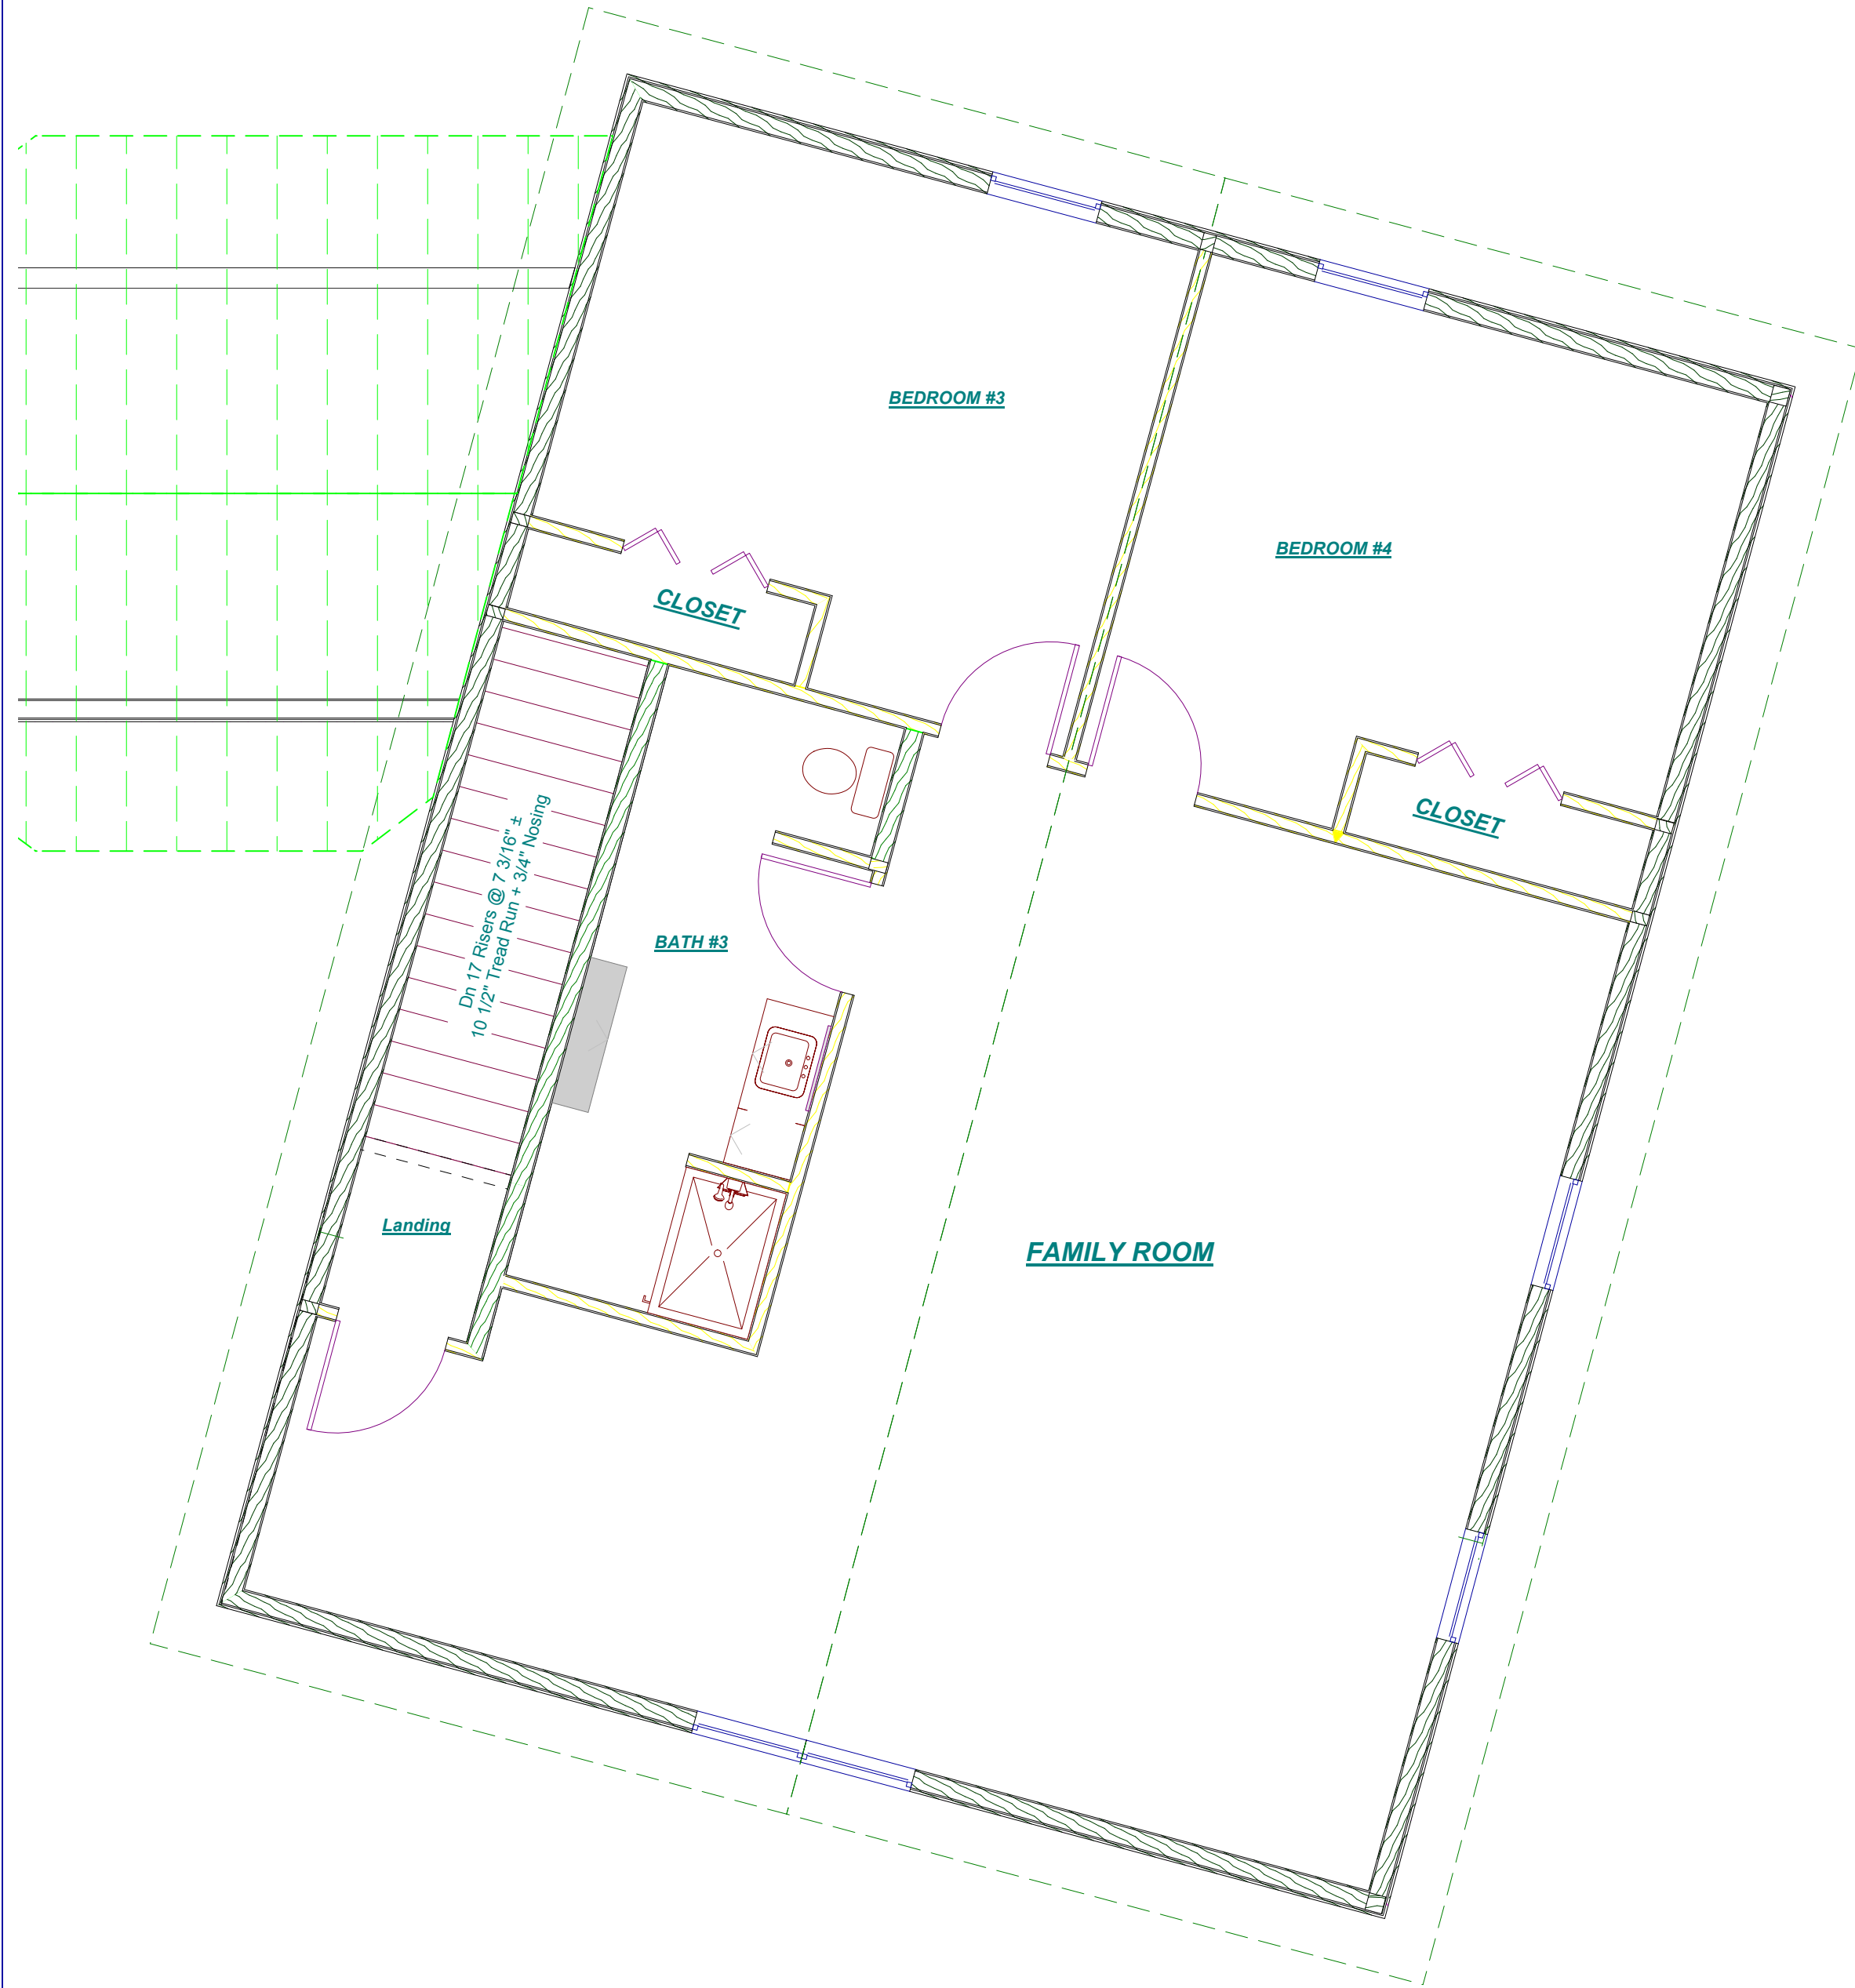 BEDROOM #3
BEDROOM #4
CLOSET
CLOSET
Dn 17 Risers @ 7 3/16" ±
10 1/2" Tread Run + 3/4" Nosing
BATH #3
Landing
FAMILY ROOM